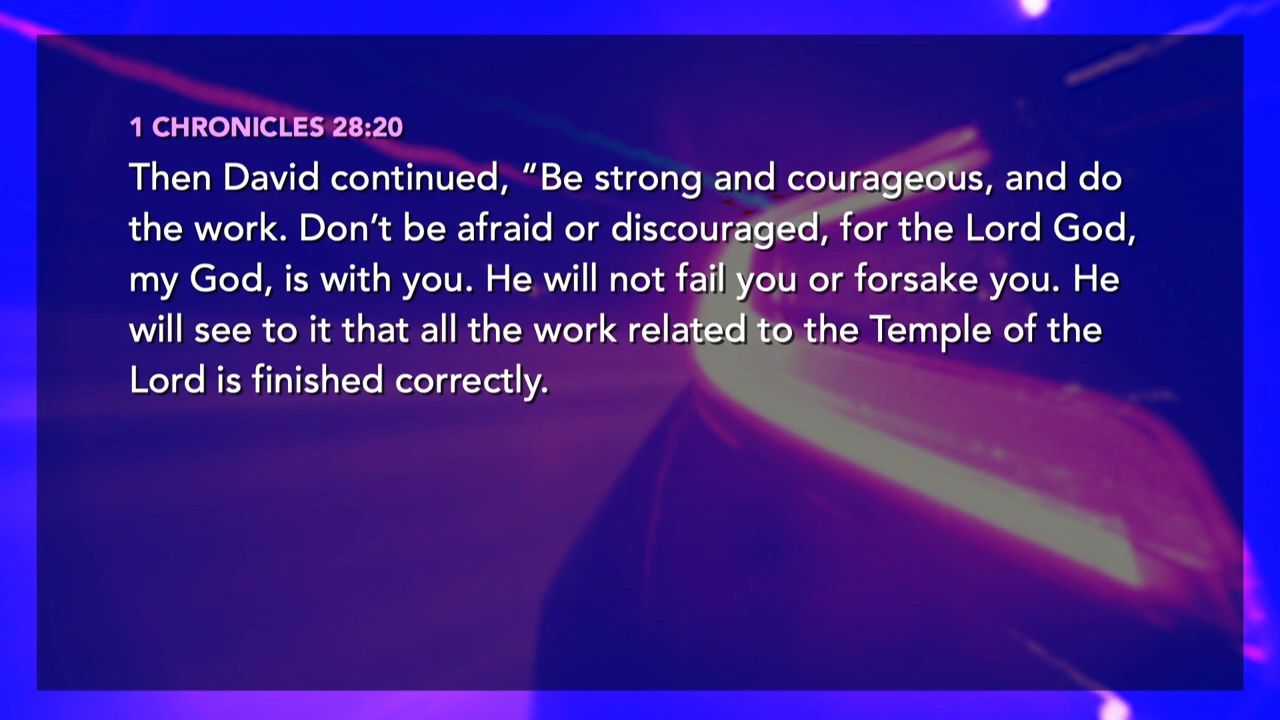 1 CHRONICLES 28:20
Then David continued, “Be strong and courageous, and do
the work. Don’t be afraid or discouraged, for the Lord God,
my God, is with you. He will not fail you or forsake you. He
will see to it that all the work related to the Temple of the
Lord is finished correctly.